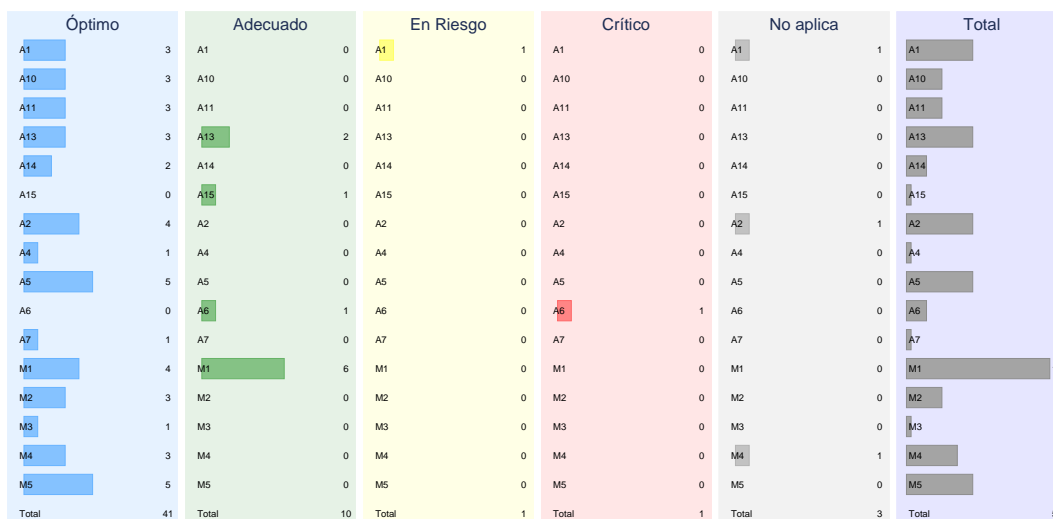 Óptimo Adecuado En Riesgo Crítico No aplica Total
A1 3 A1 0 A1 1 A1 0 A1 1 A1
A10 3 A10 0 A10 0 A10 0 A10 0 A10
A11 3 A11 0 A11 0 A11 0 A11 0 A11
A13 3 A13 2 A13 0 A13 0 A13 0 A13
A14 2 A14 0 A14 0 A14 0 A14 0 A14
A15 0 A15 1 A15 0 A15 0 A15 0 A15
A2 4 A2 0 A2 0 A2 0 A2 1 A2
A4 1 A4 0 A4 0 A4 0 A4 0 A4
A5 5 A5 0 A5 0 A5 0 A5 0 A5
A6 0 A6 1 A6 0 A6 1 A6 0 A6
A7 1 A7 0 A7 0 A7 0 A7 0 A7
M1 4 M1 6 M1 0 M1 0 M1 0 M1
M2 3 M2 0 M2 0 M2 0 M2 0 M2
M3 1 M3 0 M3 0 M3 0 M3 0 M3
M4 3 M4 0 M4 0 M4 0 M4 1 M4
M5 5 M5 0 M5 0 M5 0 M5 0 M5
Total 41 Total 10 Total 1 Total 1 Total 3 Total